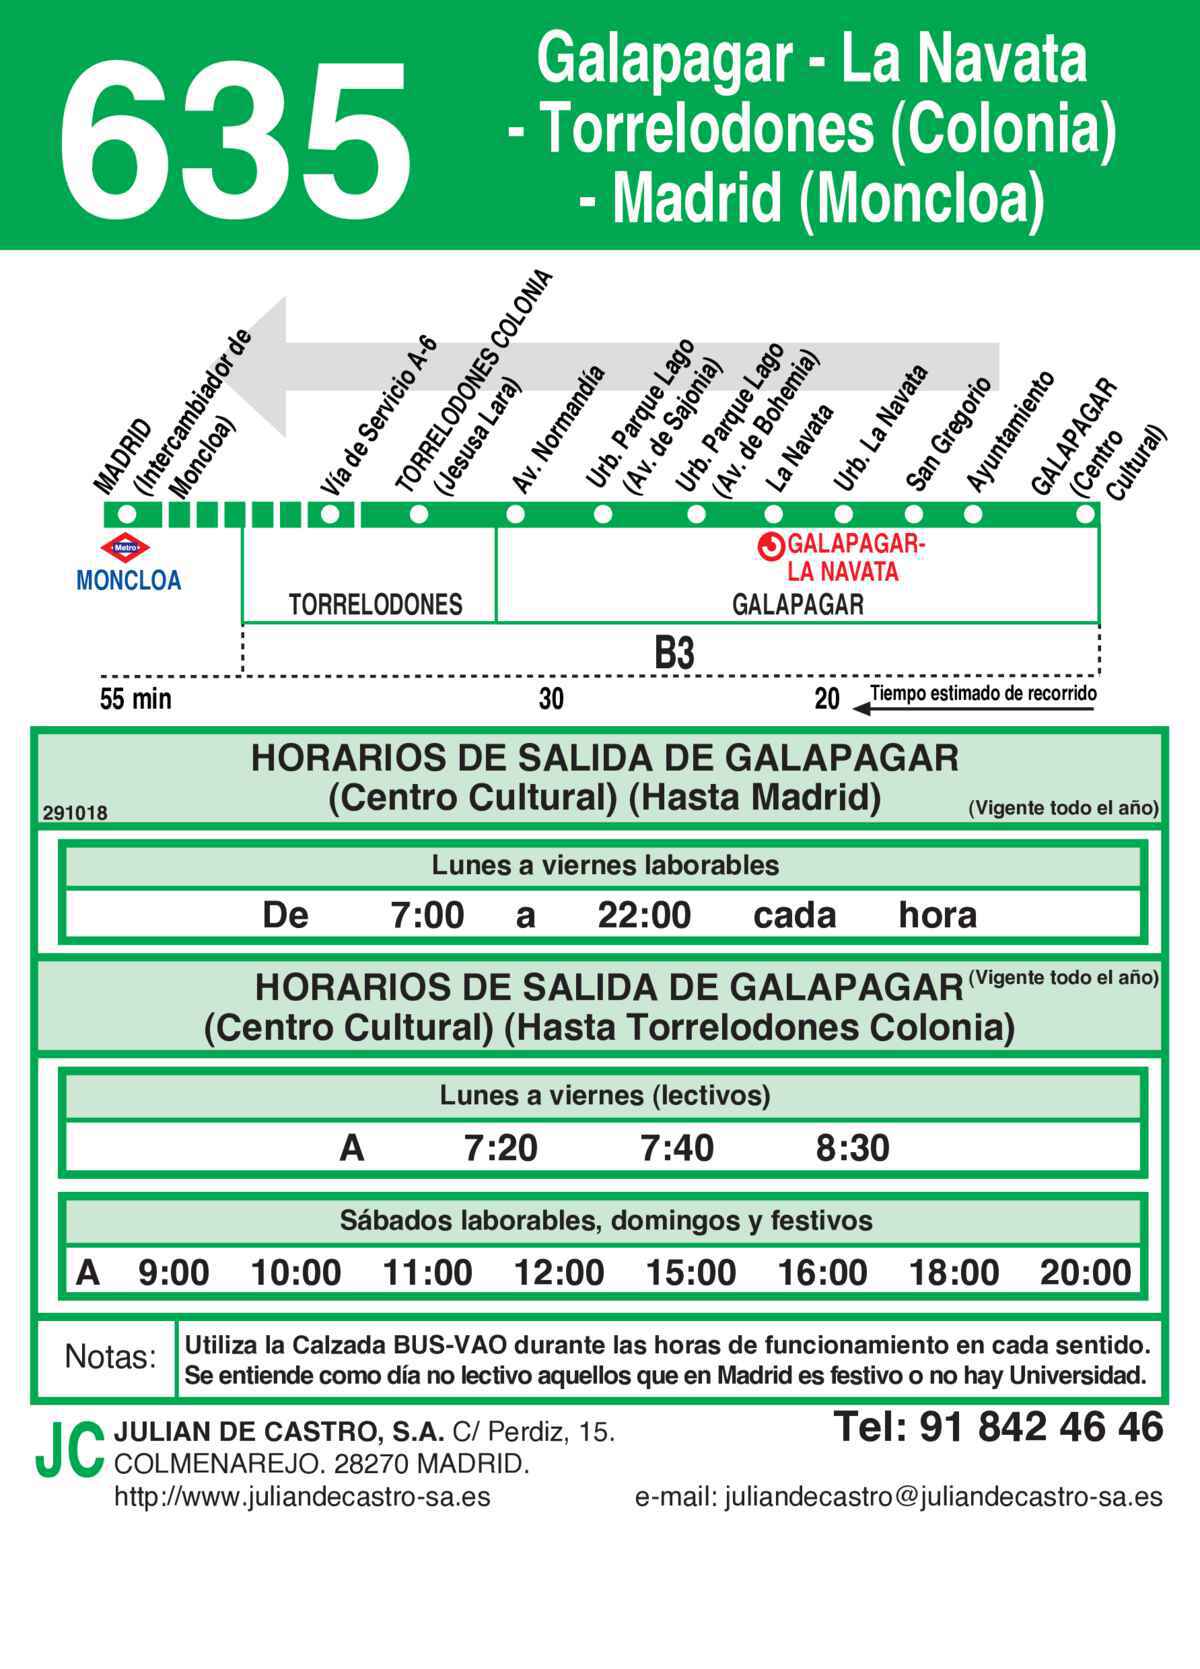 635
Galapagar - La Navata
- Torrelodones (Colonia)
- Madrid (Moncloa)
MADRID
(Intercambiador de
Moncloa)
Vía de Servicio A-6
TORRELODONES COLONIA
(Jesusa Lara)
Av. Normandía
Urb. Parque Lago
(Av. de Sajonia)
Urb. Parque Lago
(Av. de Bohemia)
La Navata
Urb. La Navata
San Gregorio
Ayuntamiento
GALAPAGAR
(Centro
Cultural)
Metro
MONCLOA
GALAPAGAR-
LA NAVATA
TORRELODONES
GALAPAGAR
B3
55 min
30
20
Tiempo estimado de recorrido
HORARIOS DE SALIDA DE GALAPAGAR
(Centro Cultural) (Hasta Madrid)
291018
(Vigente todo el año)
Lunes a viernes laborables
De 7:00 a 22:00 cada hora
HORARIOS DE SALIDA DE GALAPAGAR (Vigente todo el año)
(Centro Cultural) (Hasta Torrelodones Colonia)
Lunes a viernes (lectivos)
A 7:20 7:40 8:30
Sábados laborables, domingos y festivos
A 9:00 10:00 11:00 12:00 15:00 16:00 18:00 20:00
Notas:
Utiliza la Calzada BUS-VAO durante las horas de funcionamiento en cada sentido.
Se entiende como día no lectivo aquellos que en Madrid es festivo o no hay Universidad.
JC
JULIAN DE CASTRO, S.A. C/ Perdiz, 15.
COLMENAREJO. 28270 MADRID.
http://www.juliandecastro-sa.es
Tel: 91 842 46 46
e-mail: juliandecastro@juliandecastro-sa.es